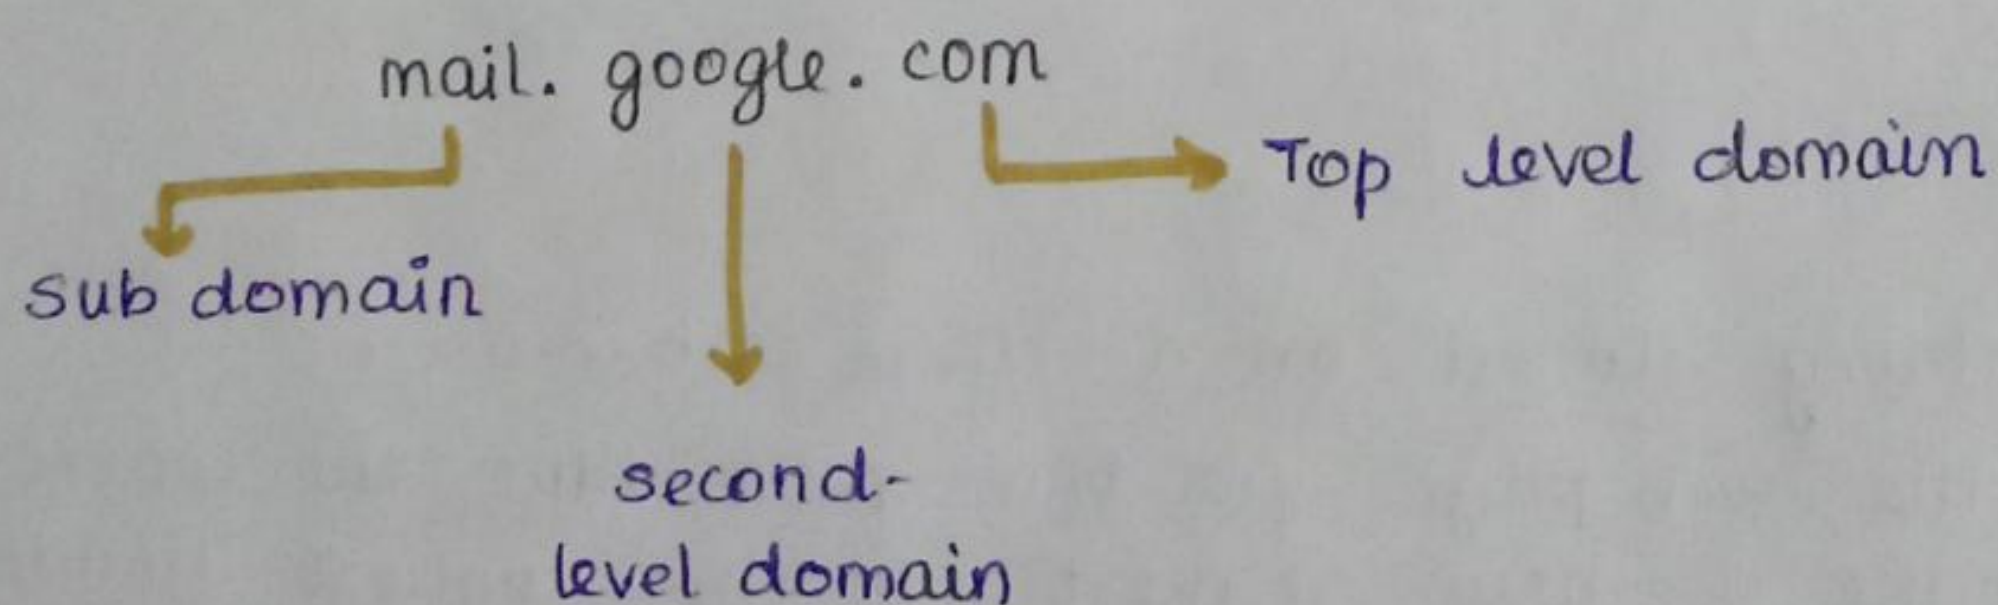 mail. google. com
Top level domain
sub domain
second-
level domain